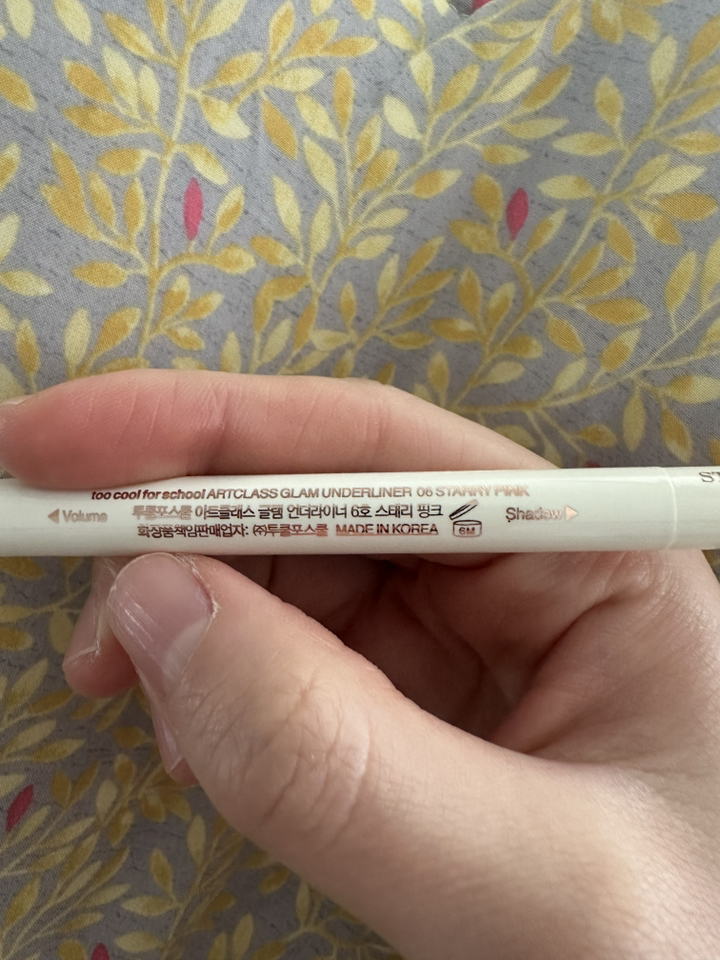 too cool for school ARTCLASS GLAM UNDERLINER 06 STARRY PINK
◀ Volume
투쿨포스쿨 아트클래스 글램 언더라이너 6호 스태리 핑크
Shadow ▶
화장품책임판매업자: ㈜투쿨포스쿨 MADE IN KOREA 6M
ST